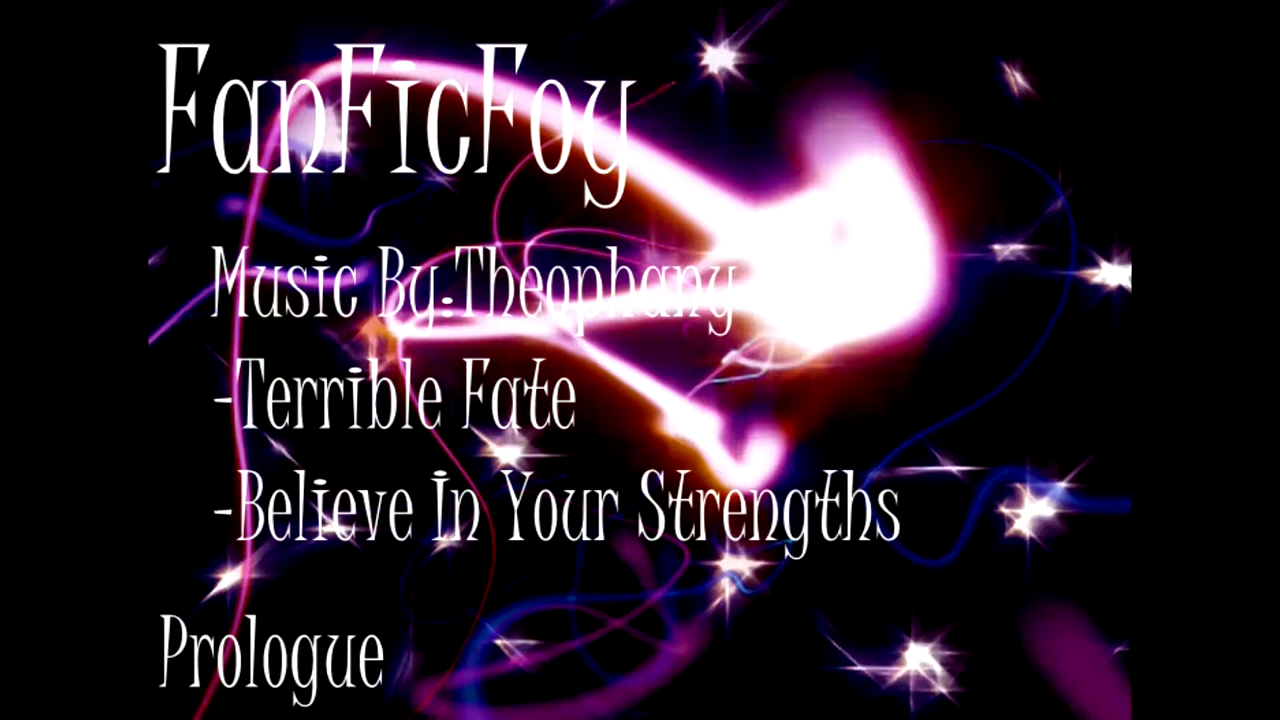 FanFicFoy
Music By:Theophany
-Terrible Fate
-Believe In Your Strengths
Prologue